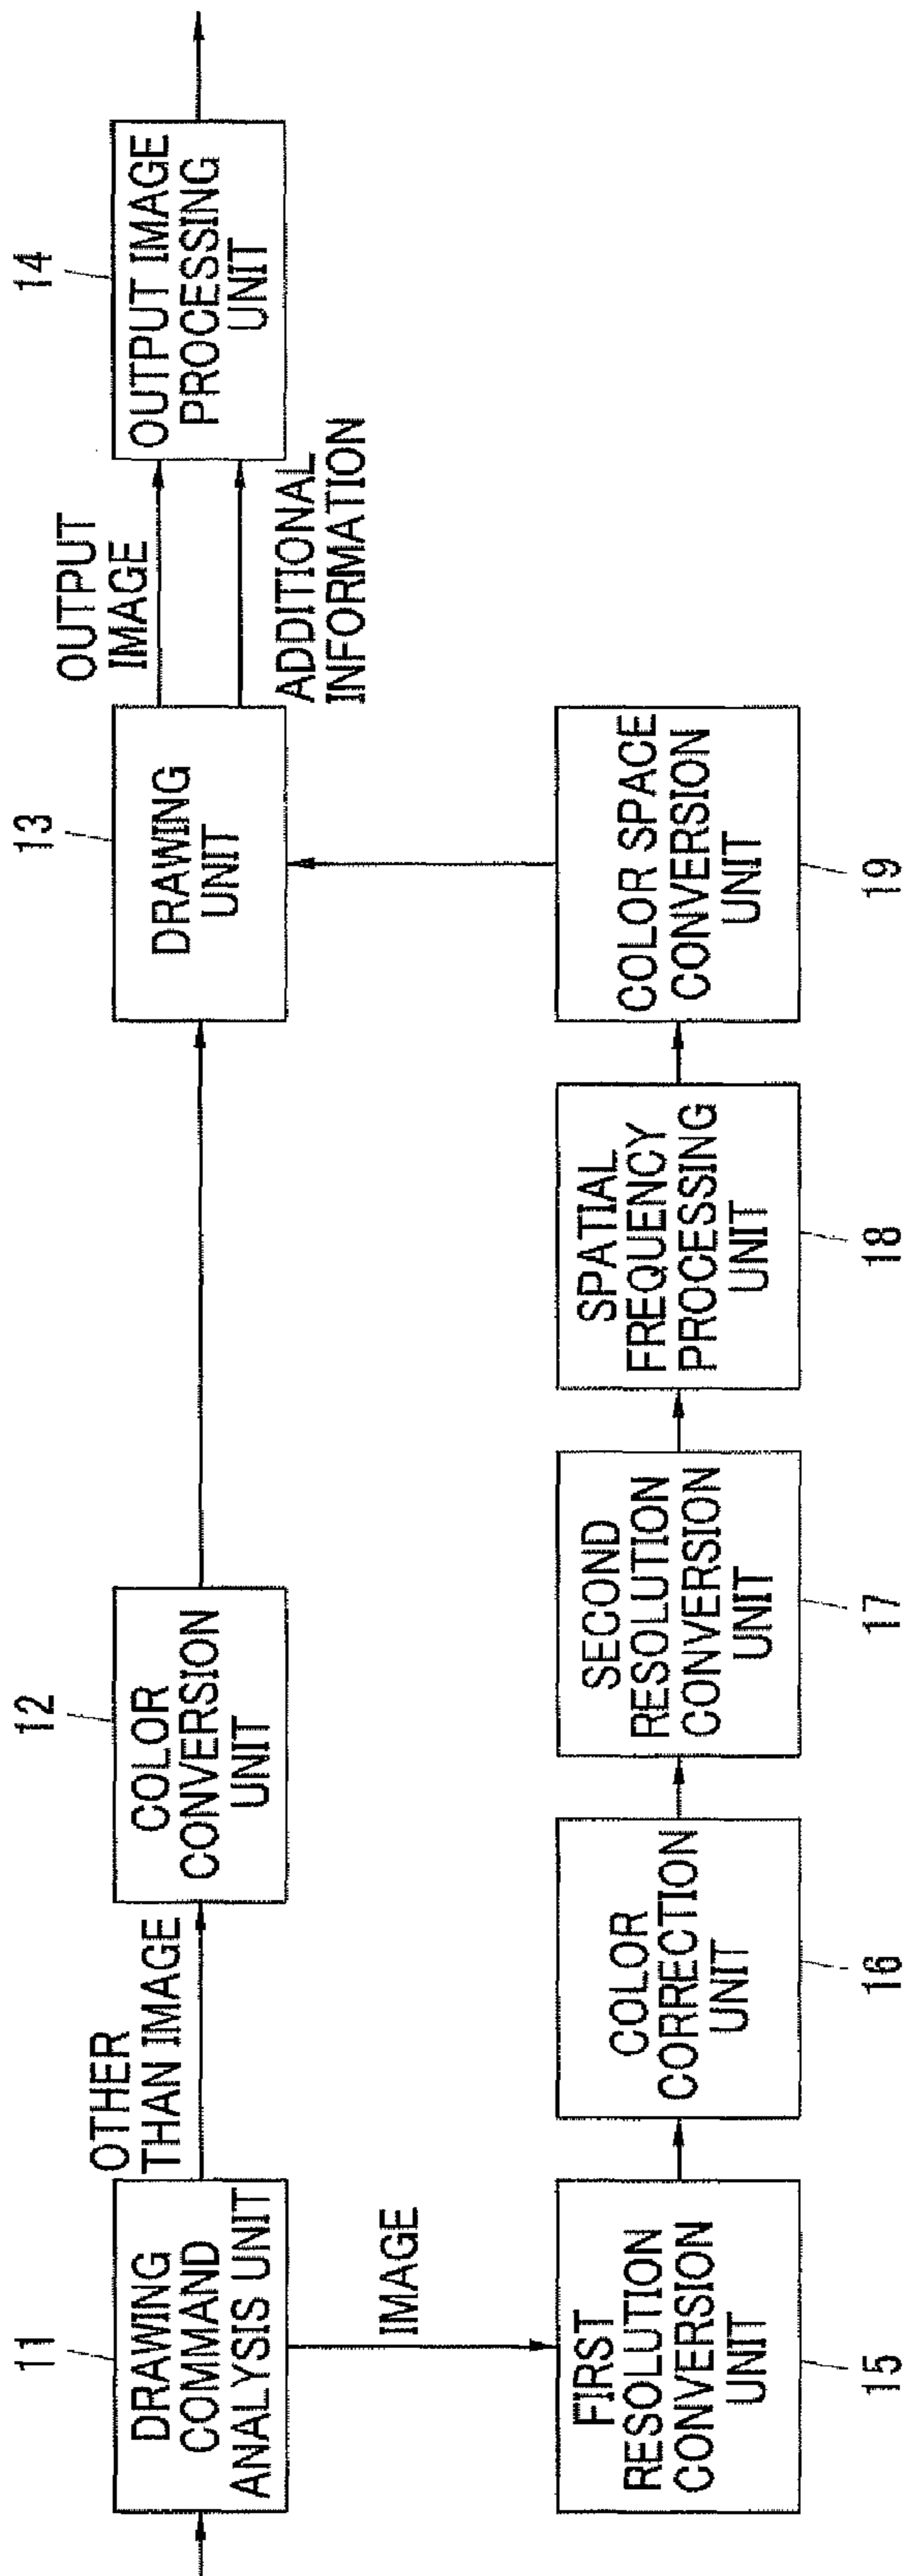 11
DRAWING
COMMAND
ANALYSIS UNIT
OTHER
THAN IMAGE
12
COLOR
CONVERSION
UNIT
13
DRAWING
UNIT
OUTPUT
IMAGE
ADDITIONAL
INFORMATION
14
OUTPUT IMAGE
PROCESSING
UNIT
IMAGE
FIRST
RESOLUTION
CONVERSION
UNIT
15
COLOR
CORRECTION
UNIT
16
SECOND
RESOLUTION
CONVERSION
UNIT
17
SPATIAL
FREQUENCY
PROCESSING
UNIT
18
COLOR SPACE
CONVERSION
UNIT
19